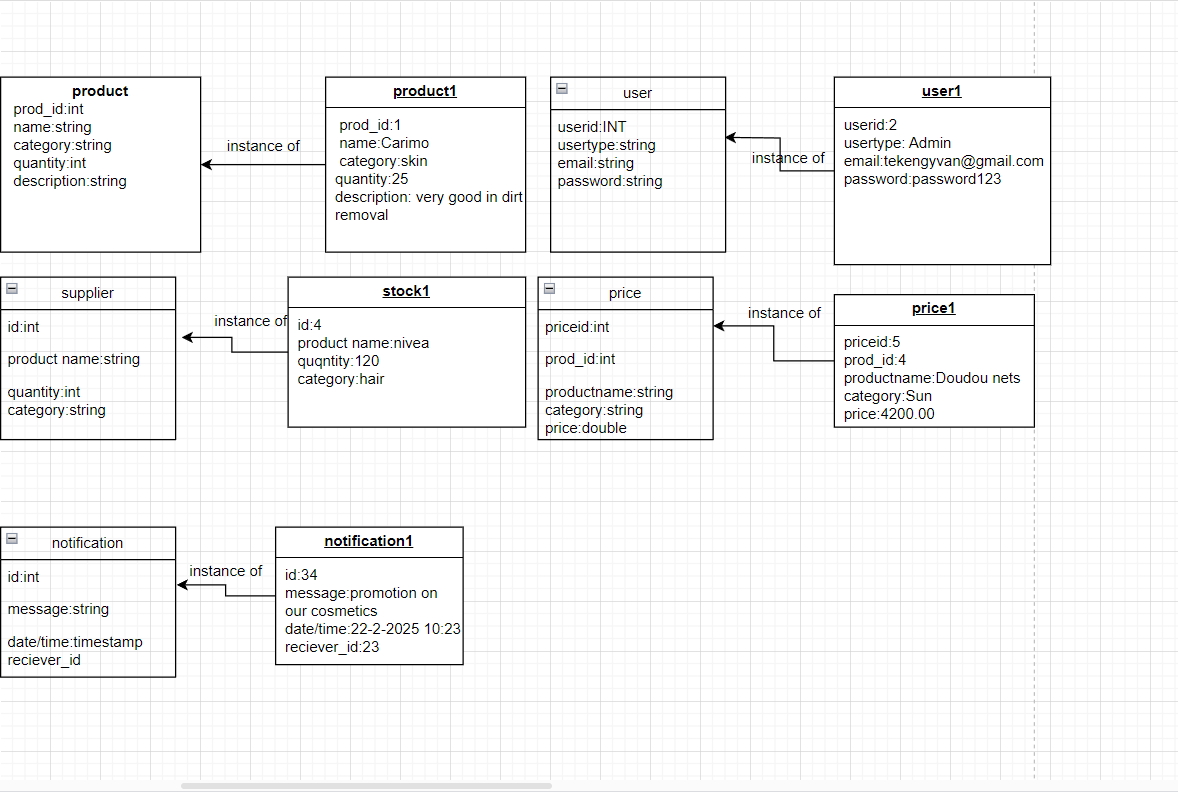 product
prod_id:int
name:string
category:string
quantity:int
description:string
instance of
product1
prod_id:1
name:Carimo
category:skin
quantity:25
description: very good in dirt
removal
user
userid:INT
usertype:string
email:string
password:string
instance of
user1
userid:2
usertype: Admin
email:tekengyvan@gmail.com
password:password123
supplier
id:int
product name:string
quantity:int
category:string
instance of
stock1
id:4
product name:nivea
quqntity:120
category:hair
price
priceid:int
prod_id:int
productname:string
category:string
price:double
instance of
price1
priceid:5
prod_id:4
productname:Doudou nets
category:Sun
price:4200.00
notification
id:int
message:string
date/time:timestamp
reciever_id
instance of
notification1
id:34
message:promotion on
our cosmetics
date/time:22-2-2025 10:23
reciever_id:23